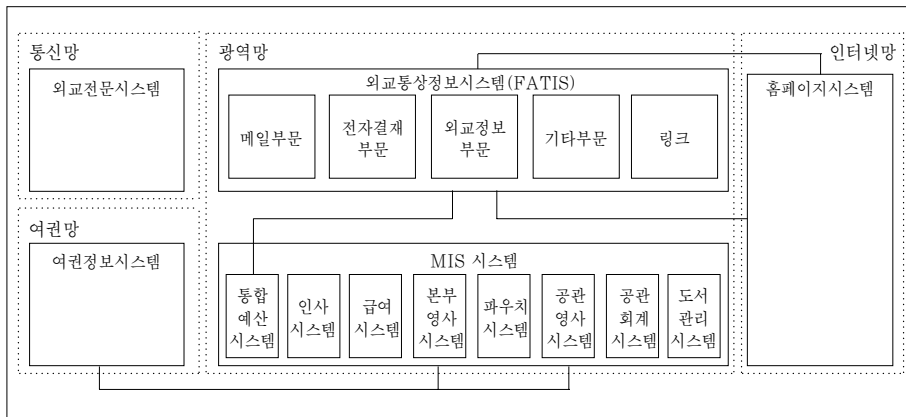 통신망
외교전문시스템
여권망
여권정보시스템
광역망
외교통상정보시스템(FATIS)
메일부문
전자결재
부문
외교정보
부문
기타부문
링크
MIS 시스템
통합
예산
시스템
인사
시스템
급여
시스템
본부
영사
시스템
파우치
시스템
공관
영사
시스템
공관
회계
시스템
도서
관리
시스템
인터넷망
홈페이지시스템